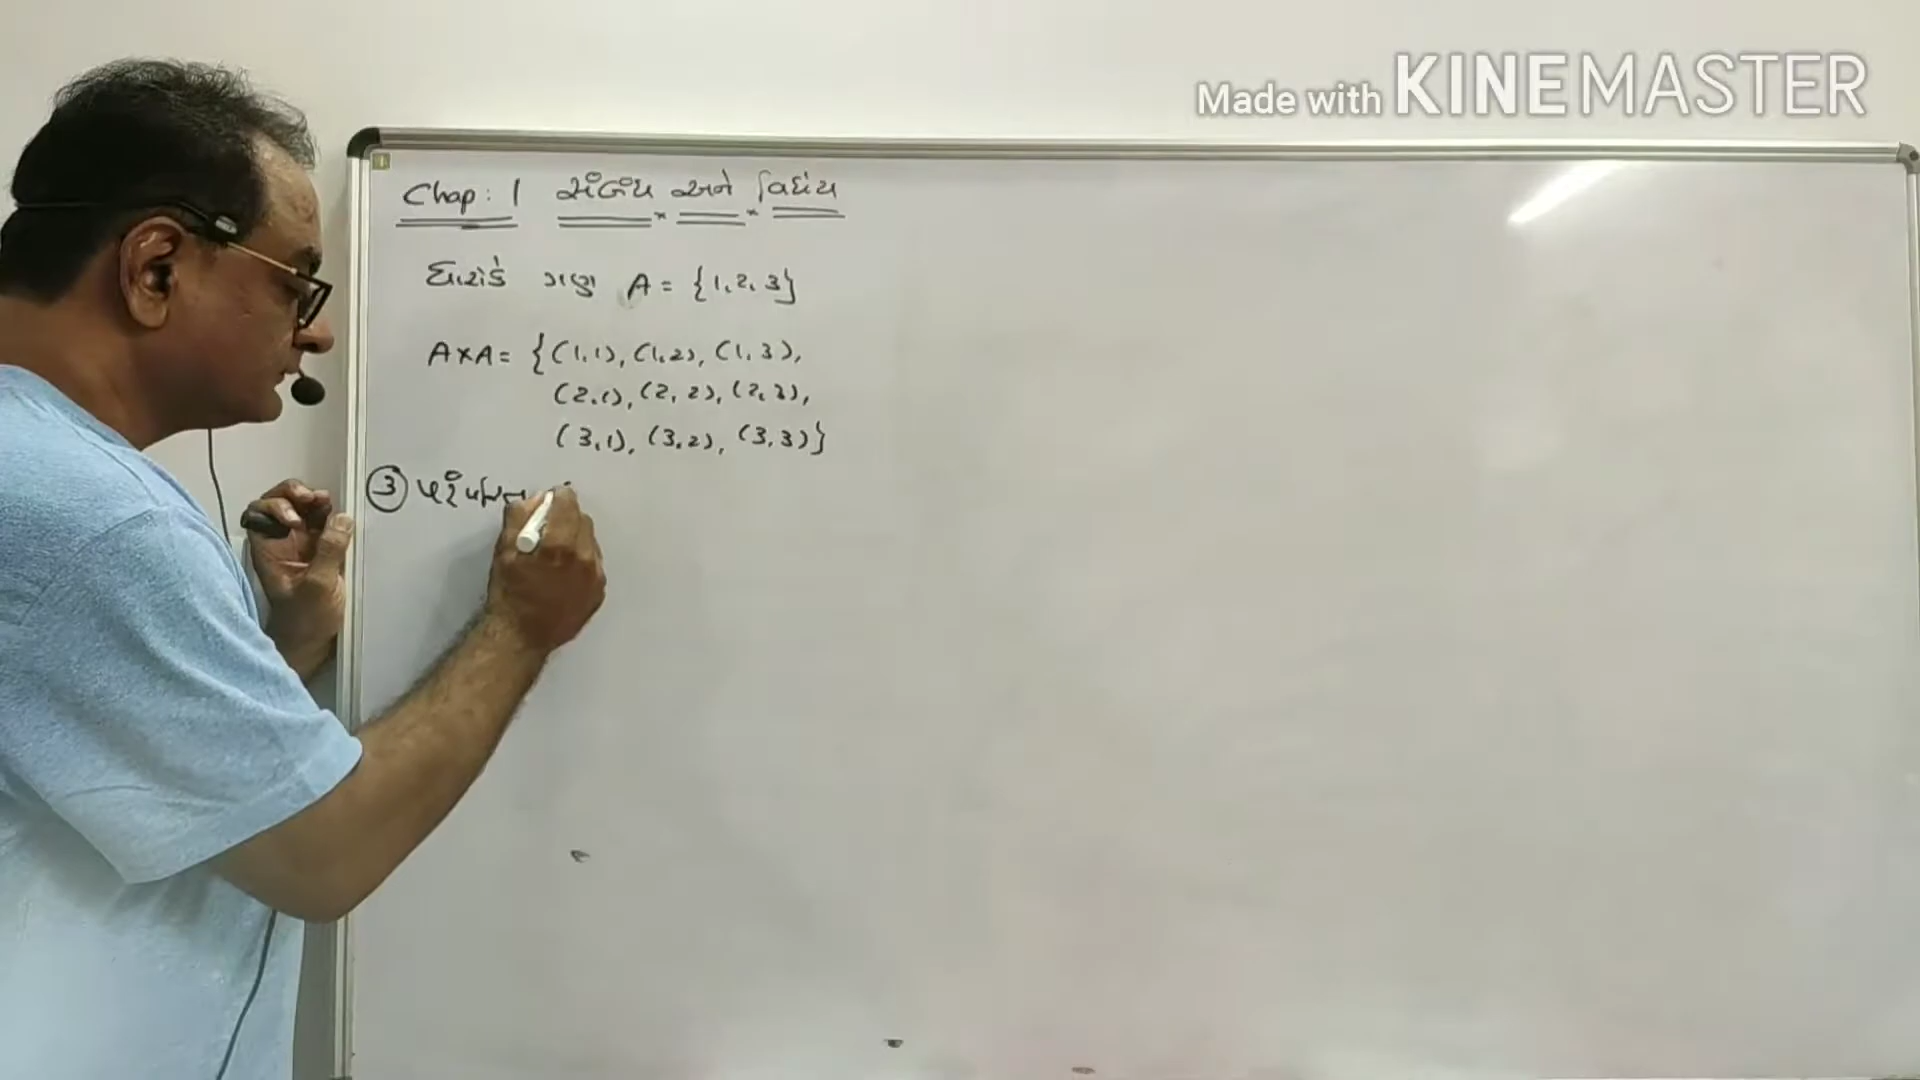 Made with KINEMASTER
Chap: 1 સંબંધ અને વિધેય
ધારોકે ગણ A = {1, 2, 3}
A×A = {(1,1), (1,2), (1,3),
(2,1), (2,2), (2,3),
(3,1), (3,2), (3,3)}
③